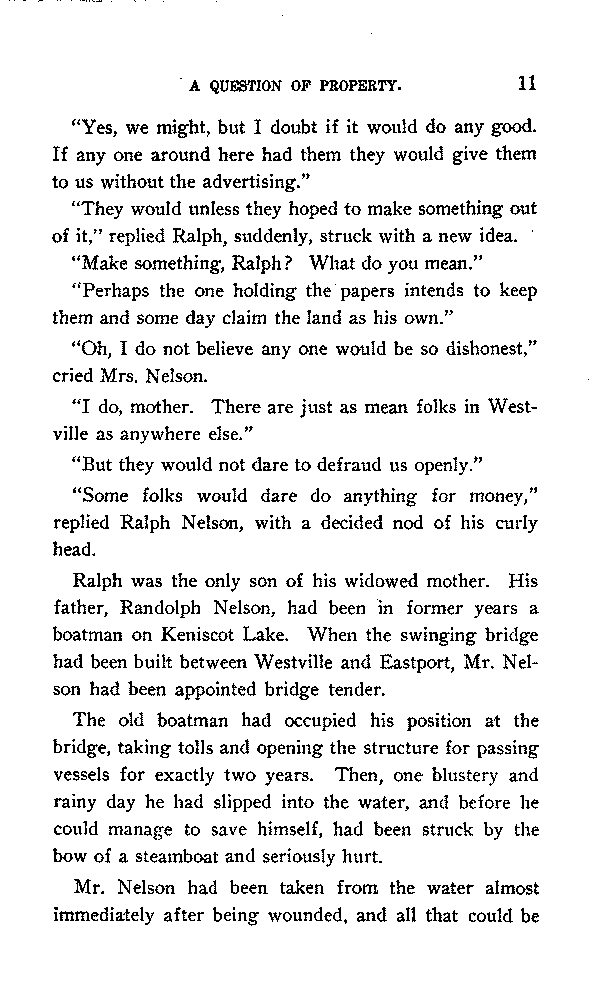 A QUESTION OF PROPERTY. 11
"Yes, we might, but I doubt if it would do any good.
If any one around here had them they would give them
to us without the advertising."
"They would unless they hoped to make something out
of it," replied Ralph, suddenly, struck with a new idea.
"Make something, Ralph? What do you mean."
"Perhaps the one holding the papers intends to keep
them and some day claim the land as his own."
"Oh, I do not believe any one would be so dishonest,"
cried Mrs. Nelson.
"I do, mother. There are just as mean folks in West-
ville as anywhere else."
"But they would not dare to defraud us openly."
"Some folks would dare do anything for money,"
replied Ralph Nelson, with a decided nod of his curly
head.
Ralph was the only son of his widowed mother. His
father, Randolph Nelson, had been in former years a
boatman on Keniscot Lake. When the swinging bridge
had been built between Westville and Eastport, Mr. Nel-
son had been appointed bridge tender.
The old boatman had occupied his position at the
bridge, taking tolls and opening the structure for passing
vessels for exactly two years. Then, one blustery and
rainy day he had slipped into the water, and before he
could manage to save himself, had been struck by the
bow of a steamboat and seriously hurt.
Mr. Nelson had been taken from the water almost
immediately after being wounded, and all that could be